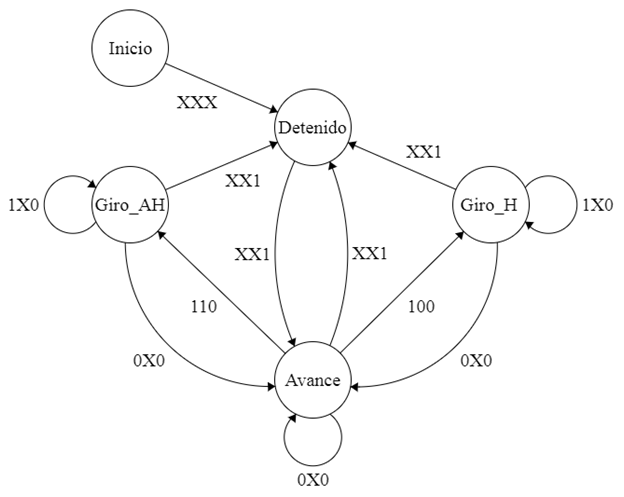 Inicio
XXX
Detenido
XX1
XX1
1X0
Giro_AH
Giro_H
1X0
XX1
XX1
110
100
0X0
0X0
Avance
0X0